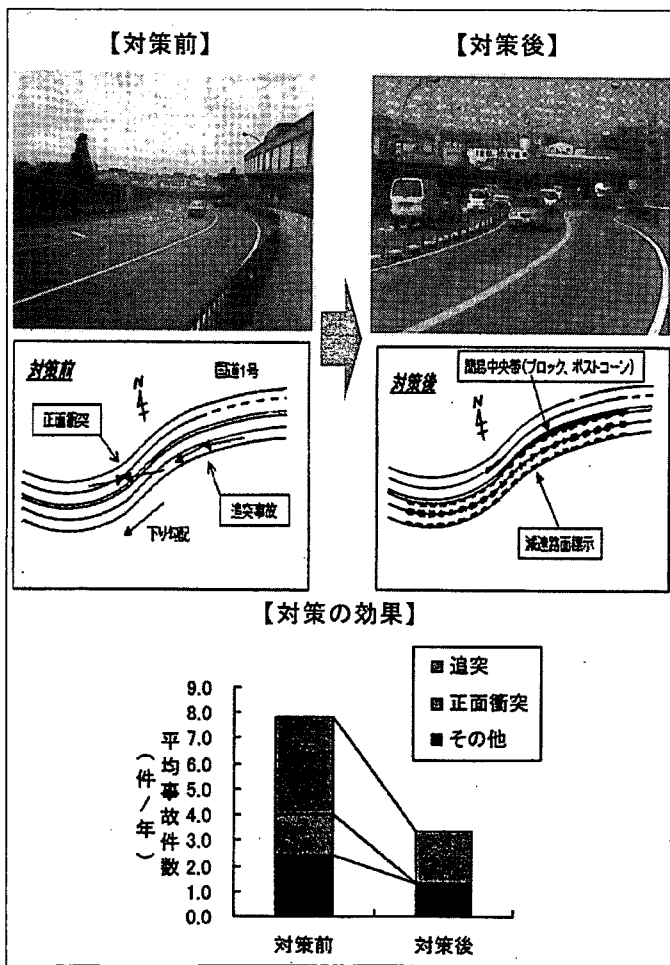 【対策前】
【対策後】
対策前
国道1号
N
正面衝突
追突事故
下り勾配
対策後
簡易中央帯(ブロック、ポストコーン)
N
減速路面標示
【対策の効果】
追突
正面衝突
その他
平均事故件数
(件/年)
9.0
8.0
7.0
6.0
5.0
4.0
3.0
2.0
1.0
0.0
対策前
対策後